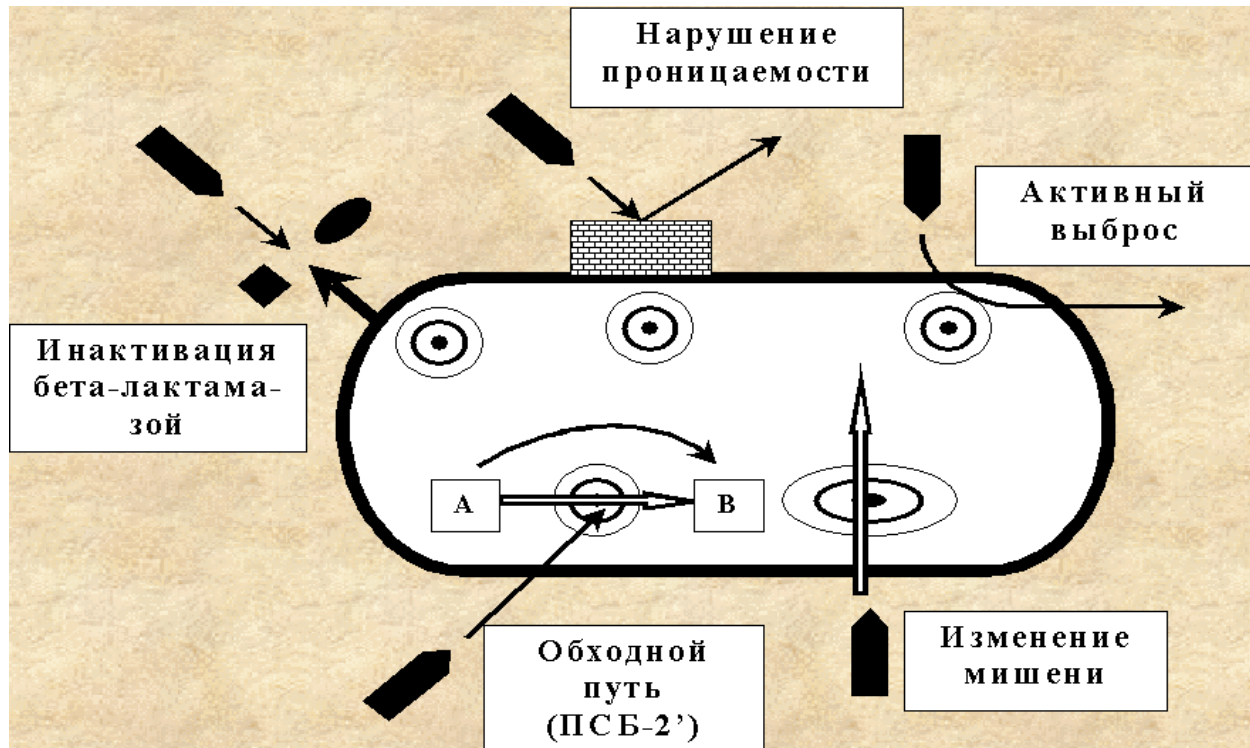 Нарушение
проницаемости
Активный
выброс
Инактивация
бета-лактама-
зой
А
В
Обходной
путь
(ПСБ-2’)
Изменение
мишени